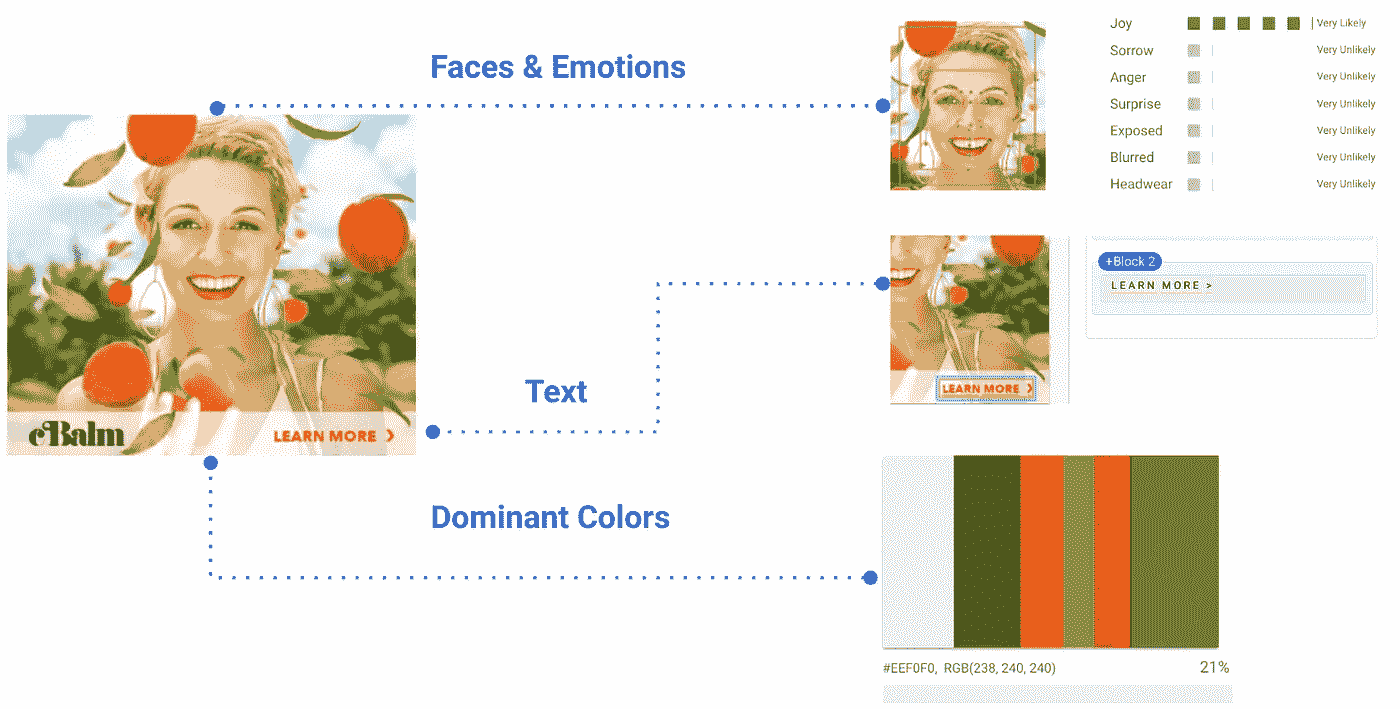 Faces & Emotions
cBalm
LEARN MORE >
Text
Dominant Colors
Joy Very Likely
Sorrow Very Unlikely
Anger Very Unlikely
Surprise Very Unlikely
Exposed Very Unlikely
Blurred Very Unlikely
Headwear Very Unlikely
LEARN MORE >
+Block 2
LEARN MORE >
#EEF0F0, RGB(238, 240, 240) 21%